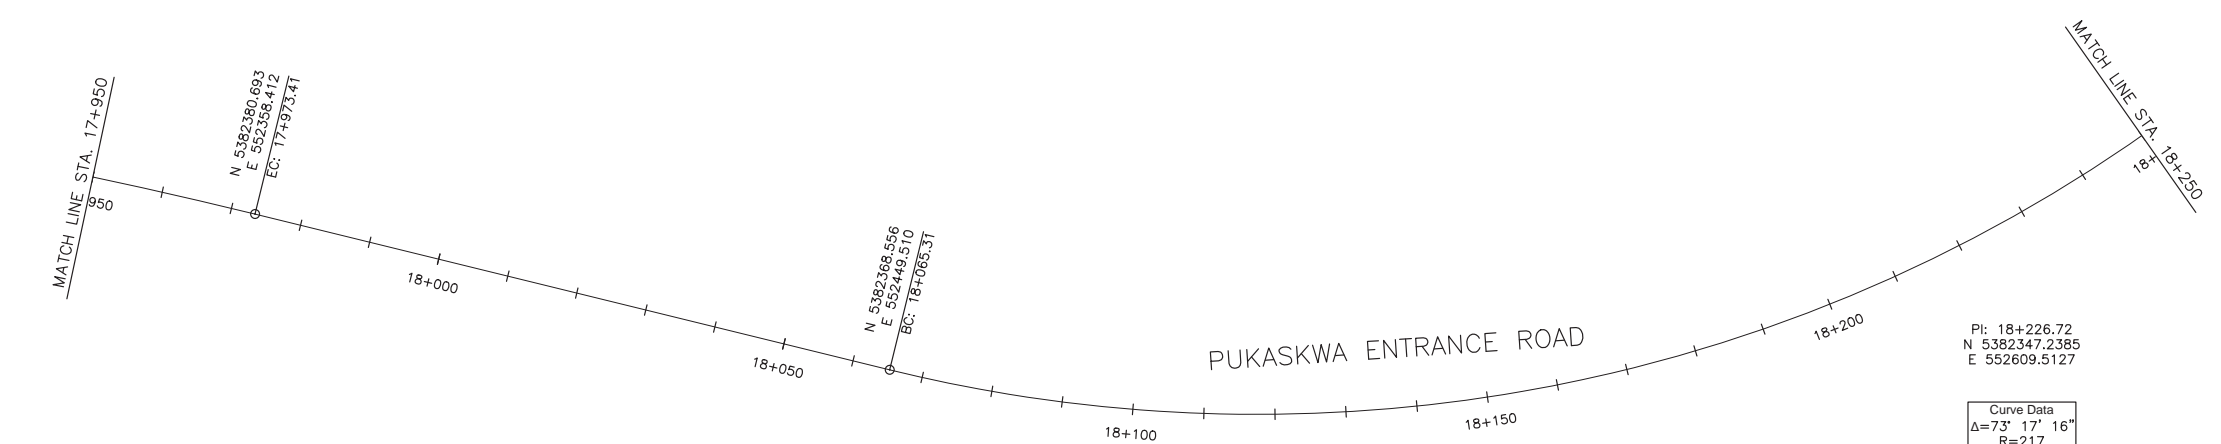 MATCH LINE STA. 17+950
950
N 5382380.693
E 552358.412
EC: 17+973.41
18+000
18+050
N 5382368.556
E 552449.510
BC: 18+065.31
18+100
PUKASKWA ENTRANCE ROAD
18+150
18+200
MATCH LINE STA. 18+250
18+
PI: 18+226.72
N 5382347.2385
E 552609.5127
Curve Data
Δ=73° 17' 16"
R=217